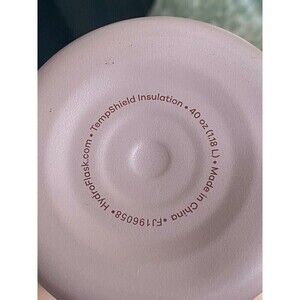 HydroFlask.com • TempShield Insulation • 40 oz (1.18 L) • Made in China • FJ196058 •